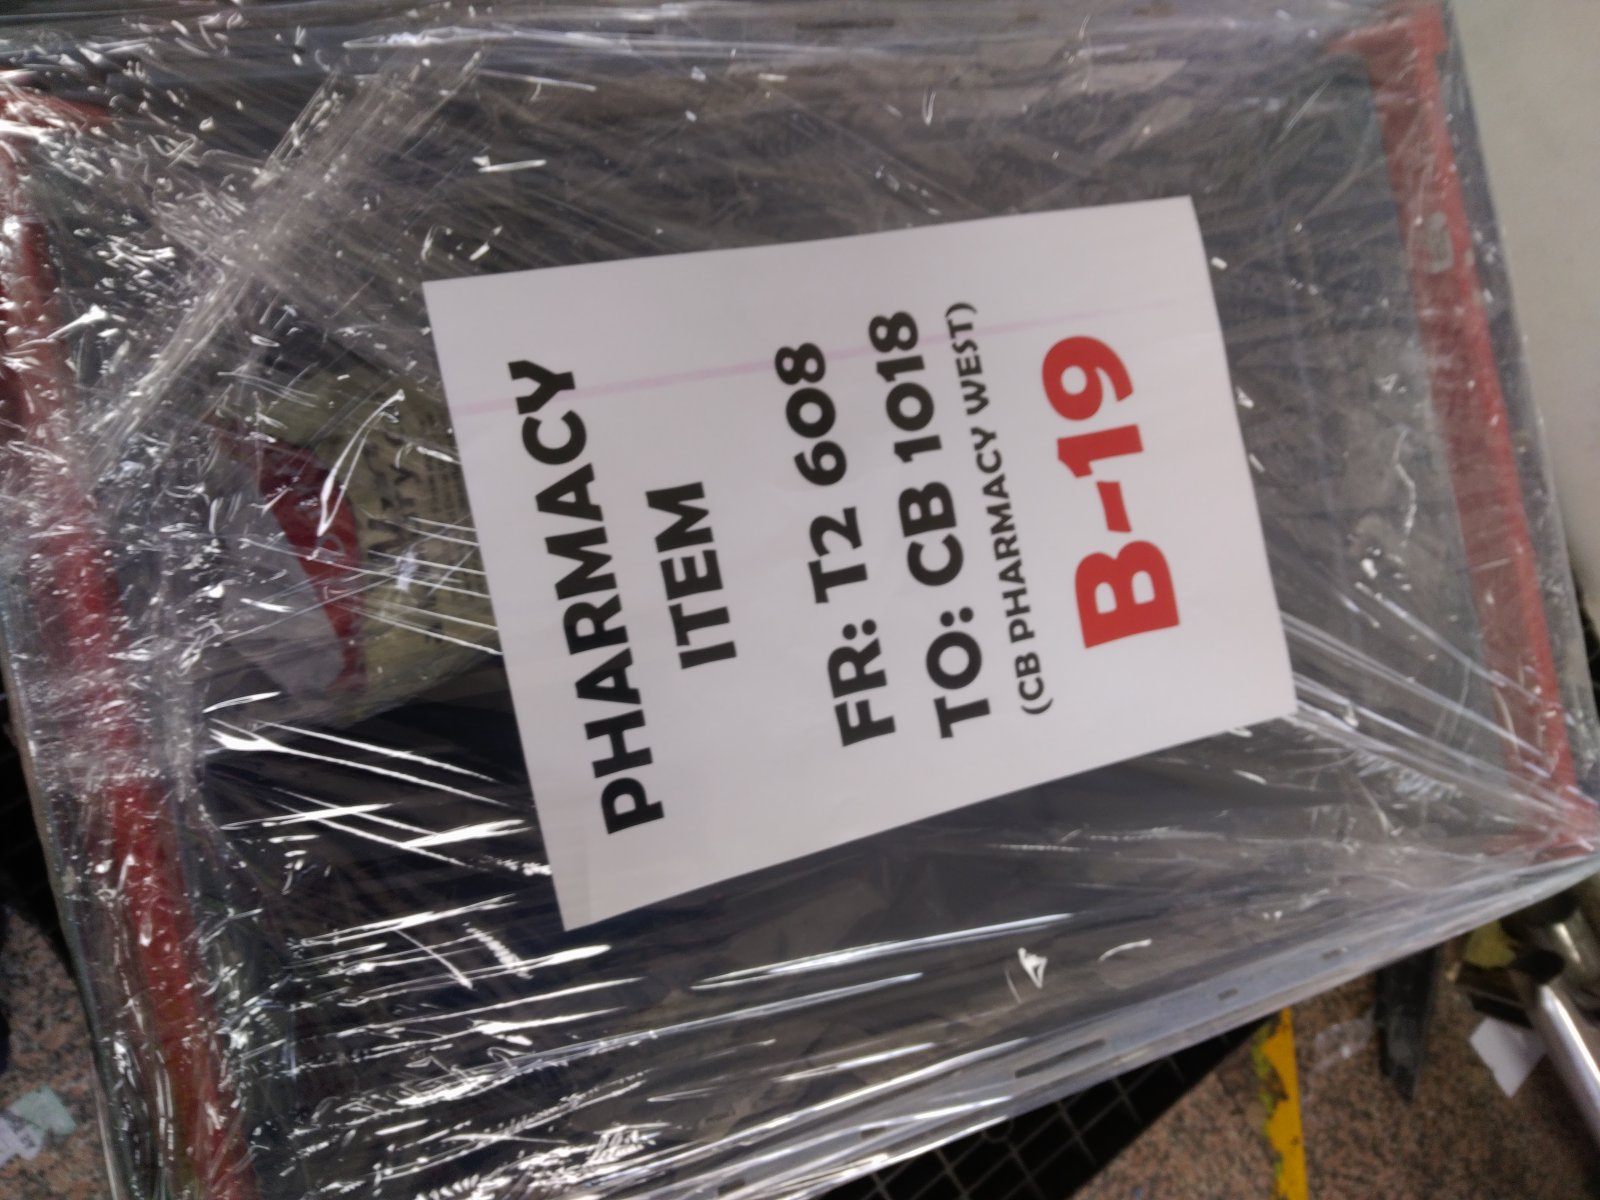 PHARMACY
ITEM
FR: T2 608
TO: CB 1018
(CB PHARMACY WEST)
B-19